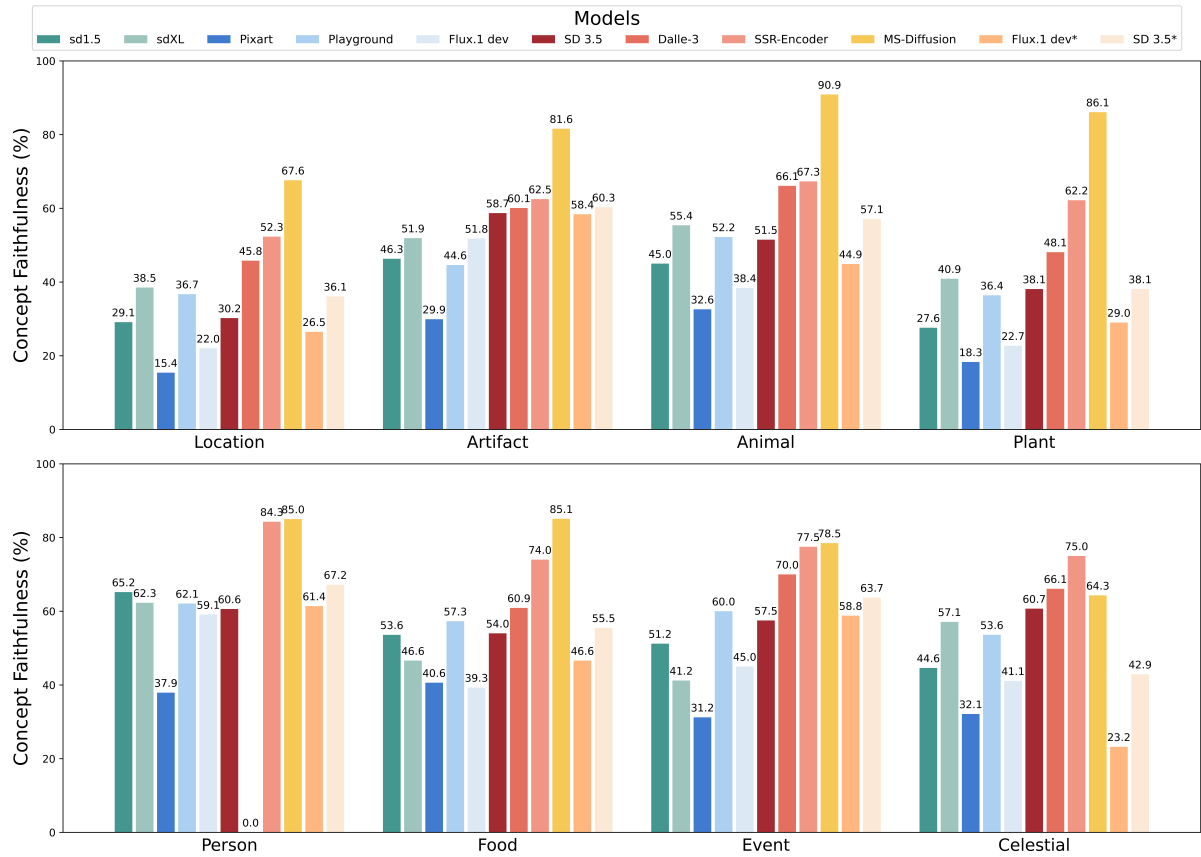 Models
sd1.5 sdXL Pixart Playground Flux.1 dev SD 3.5 Dalle-3 SSR-Encoder MS-Diffusion Flux.1 dev* SD 3.5*
Concept Faithfulness (%)
100
80
60
40
20
0
29.1 38.5 15.4 36.7 22.0 30.2 45.8 52.3 67.6 26.5 36.1
46.3 51.9 29.9 44.6 51.8 58.7 60.1 62.5 81.6 58.4 60.3
45.0 55.4 32.6 52.2 38.4 51.5 66.1 67.3 90.9 44.9 57.1
27.6 40.9 18.3 36.4 22.7 38.1 48.1 62.2 86.1 29.0 38.1
Location Artifact Animal Plant
Concept Faithfulness (%)
100
80
60
40
20
0
65.2 62.3 37.9 62.1 59.1 60.6 0.0 84.3 85.0 61.4 67.2
53.6 46.6 40.6 57.3 39.3 54.0 60.9 74.0 85.1 46.6 55.5
51.2 41.2 31.2 60.0 45.0 57.5 70.0 77.5 78.5 58.8 63.7
44.6 57.1 32.1 53.6 41.1 60.7 66.1 75.0 64.3 23.2 42.9
Person Food Event Celestial